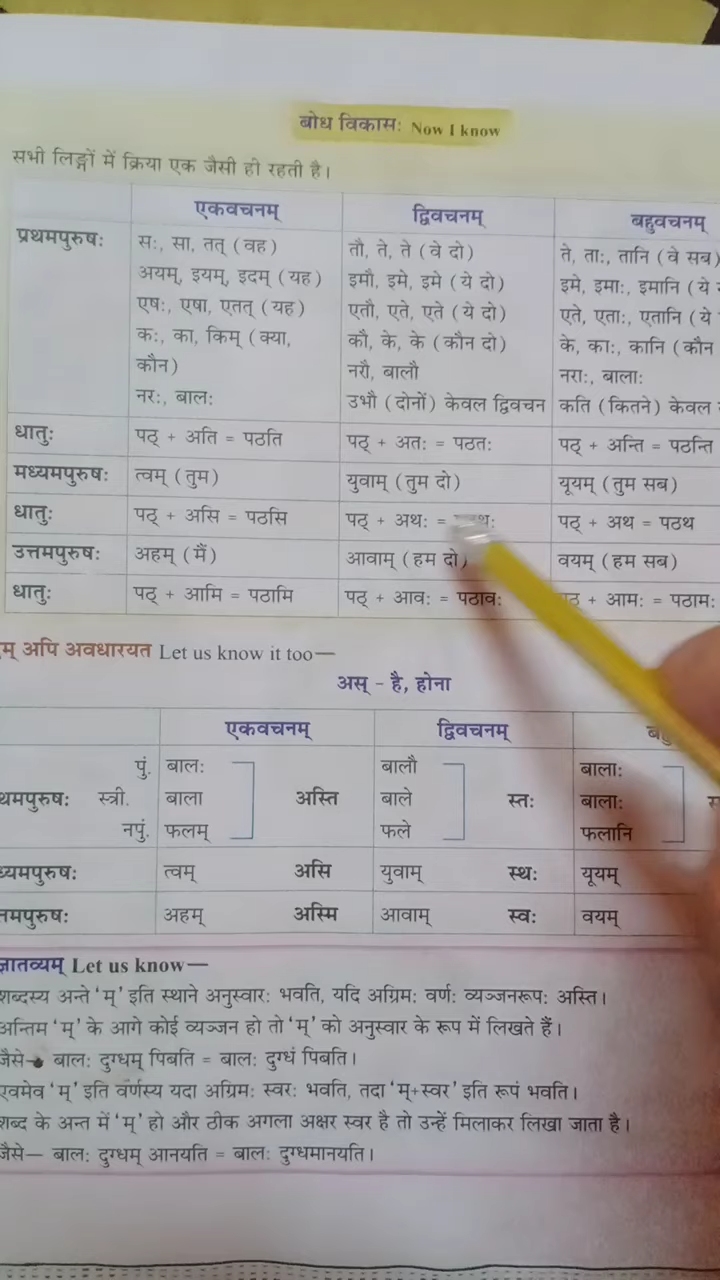 बोध विकासः Now I know
सभी लिङ्गों में क्रिया एक जैसी ही रहती है।
एकवचनम् द्विवचनम् बहुवचनम्
प्रथमपुरुषः सः, सा, तत् (वह) तौ, ते, ते (वे दो) ते, ताः, तानि (वे सब)
अयम्, इयम्, इदम् (यह) इमौ, इमे, इमे (ये दो) इमे, इमाः, इमानि (ये
एषः, एषा, एतत् (यह) एतौ, एते, एते (ये दो) एते, एताः, एतानि (ये
कः, का, किम् (क्या, कौ, के, के (कौन दो) के, काः, कानि (कौन
कौन) नरौ, बालौ नराः, बालाः
नरः, बालः उभौ (दोनों) केवल द्विवचन कति (कितने) केवल
धातुः पठ् + अति = पठति पठ् + अतः = पठतः पठ् + अन्ति = पठन्ति
मध्यमपुरुषः त्वम् (तुम) युवाम् (तुम दो) यूयम् (तुम सब)
धातुः पठ् + असि = पठसि पठ् + अथः = पठ् + अथ = पठथ
उत्तमपुरुषः अहम् (मैं) आवाम् (हम दो) वयम् (हम सब)
धातुः पठ् + आमि = पठामि पठ् + आवः = पठावः + आमः = पठामः
अपि अवधारयत Let us know it too—
अस् - है, होना
एकवचनम् द्विवचनम्
पुं. बालः बालौ बालाः
स्त्री. बाला अस्ति बाले स्तः बालाः
नपुं. फलम् फले फलानि
त्वम् असि युवाम् स्थः यूयम्
अहम् अस्मि आवाम् स्वः वयम्
ज्ञातव्यम् Let us know—
शब्दस्य अन्ते 'म्' इति स्थाने अनुस्वारः भवति, यदि अग्रिमः वर्णः व्यञ्जनरूपः अस्ति।
अन्तिम 'म्' के आगे कोई व्यञ्जन हो तो 'म्' को अनुस्वार के रूप में लिखते हैं।
जैसे— बालः दुग्धम् पिबति = बालः दुग्धं पिबति।
एवमेव 'म्' इति वर्णस्य यदा अग्रिमः स्वरः भवति, तदा 'म्+स्वर' इति रूपं भवति।
शब्द के अन्त में 'म्' हो और ठीक अगला अक्षर स्वर है तो उन्हें मिलाकर लिखा जाता है।
जैसे— बालः दुग्धम् आनयति = बालः दुग्धमानयति।